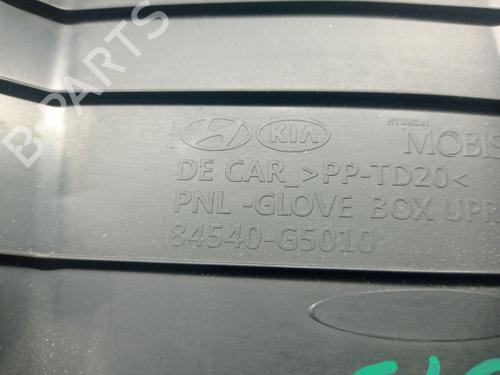 B-PARTS
KIA
HYUNDAI
MOBIS
DE CAR_>PP-TD20<
PNL -GLOVE BOX UPR
84540-G5010